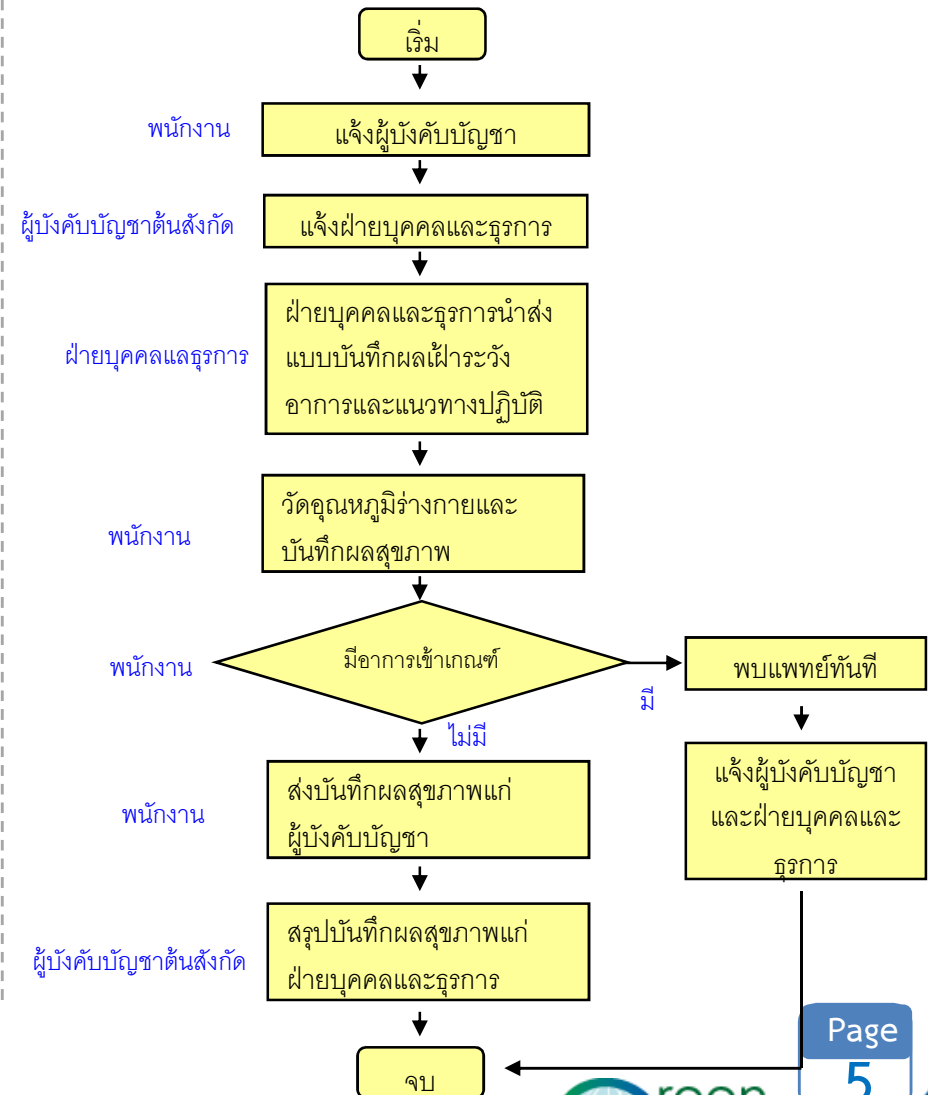 เริ่ม
พนักงาน
แจ้งผู้บังคับบัญชา
ผู้บังคับบัญชาต้นสังกัด
แจ้งฝ่ายบุคคลและธุรการ
ฝ่ายบุคคลแลธุรการ
ฝ่ายบุคคลและธุรการนำส่ง
แบบบันทึกผลเฝ้าระวัง
อาการและแนวทางปฏิบัติ
พนักงาน
วัดอุณหภูมิร่างกายและ
บันทึกผลสุขภาพ
พนักงาน
มีอาการเข้าเกณฑ์
มี
พบแพทย์ทันที
ไม่มี
แจ้งผู้บังคับบัญชา
และฝ่ายบุคคลและ
ธุรการ
พนักงาน
ส่งบันทึกผลสุขภาพแก่
ผู้บังคับบัญชา
ผู้บังคับบัญชาต้นสังกัด
สรุปบันทึกผลสุขภาพแก่
ฝ่ายบุคคลและธุรการ
จบ
Page
5